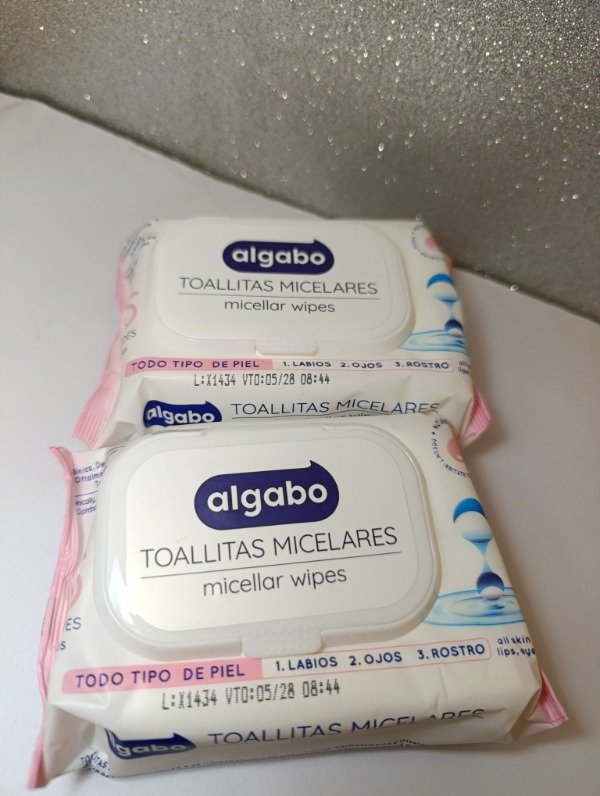 algabo
TOALLITAS MICELARES
micellar wipes
TODO TIPO DE PIEL 1. LABIOS 2. OJOS 3. ROSTRO
L:X1434 VTO:05/28 08:44
algabo TOALLITAS MICELARES
algabo
TOALLITAS MICELARES
micellar wipes
TODO TIPO DE PIEL 1. LABIOS 2. OJOS 3. ROSTRO all skin
lips, eye
L:X1434 VTO:05/28 08:44
algabo TOALLITAS MICELARES